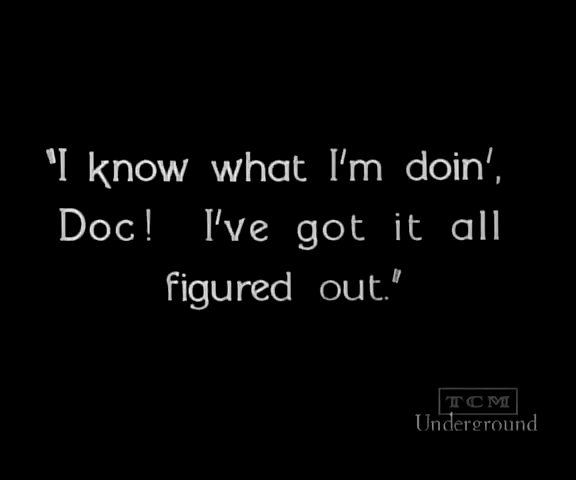 "I know what I'm doin',
Doc! I've got it all
figured out."
TCM
Underground